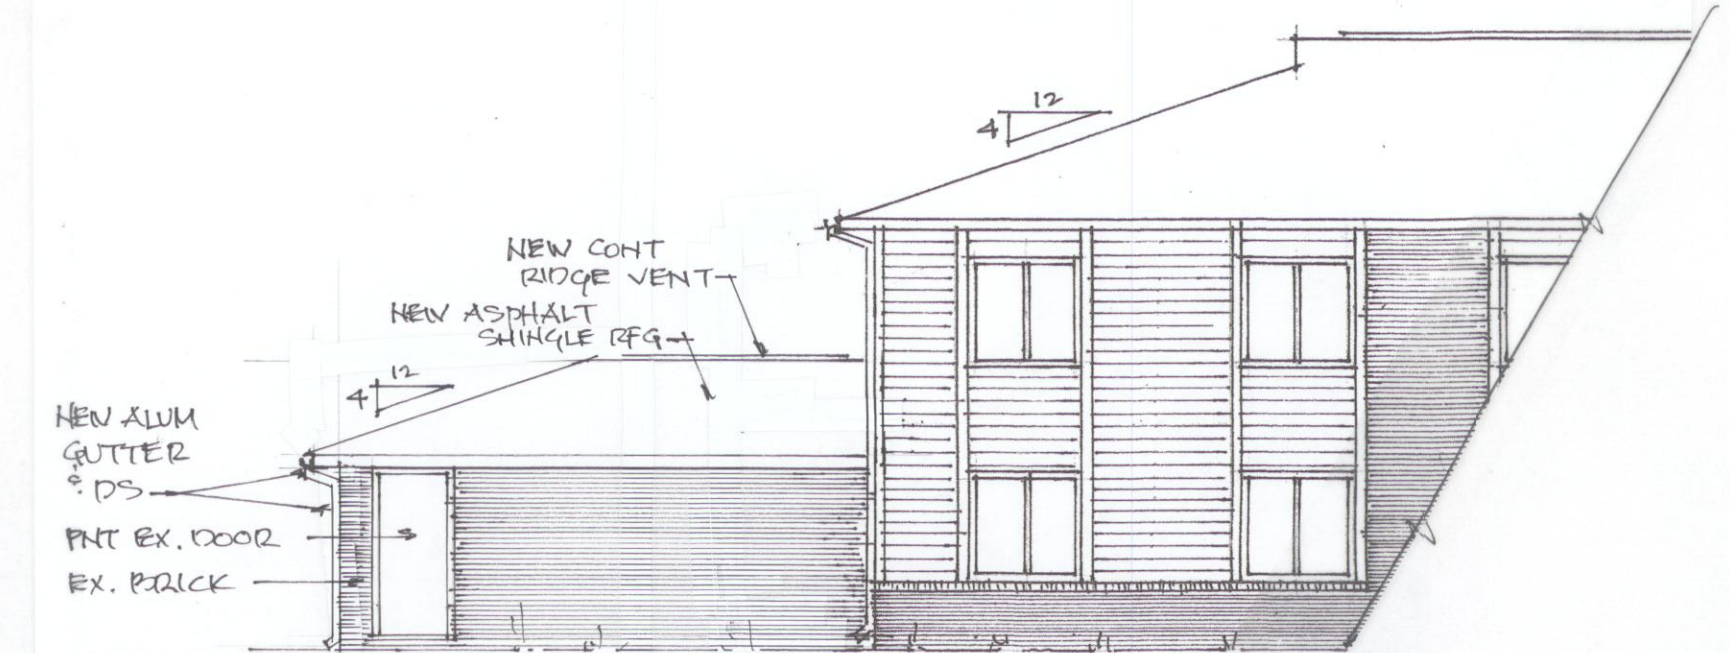 12
4
NEW CONT
RIDGE VENT
NEW ASPHALT
SHINGLE RFG
12
4
NEW ALUM
GUTTER
& DS
PNT EX. DOOR
EX. BRICK